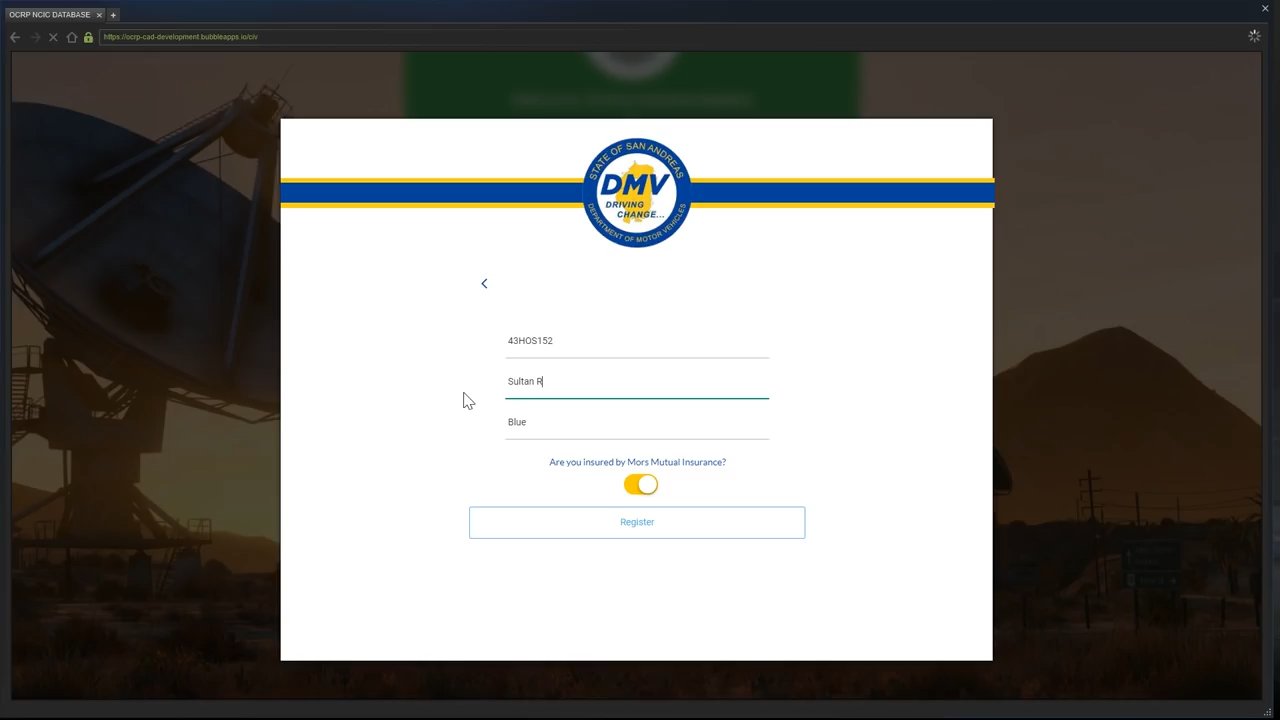 OCRP NCIC DATABASE
https://ocrp-cad-development.bubbleapps.io/civ
STATE OF SAN ANDREAS
DMV
DRIVING
CHANGE...
DEPARTMENT OF MOTOR VEHICLES
43HOS152
Sultan R
Blue
Are you insured by Mors Mutual Insurance?
Register